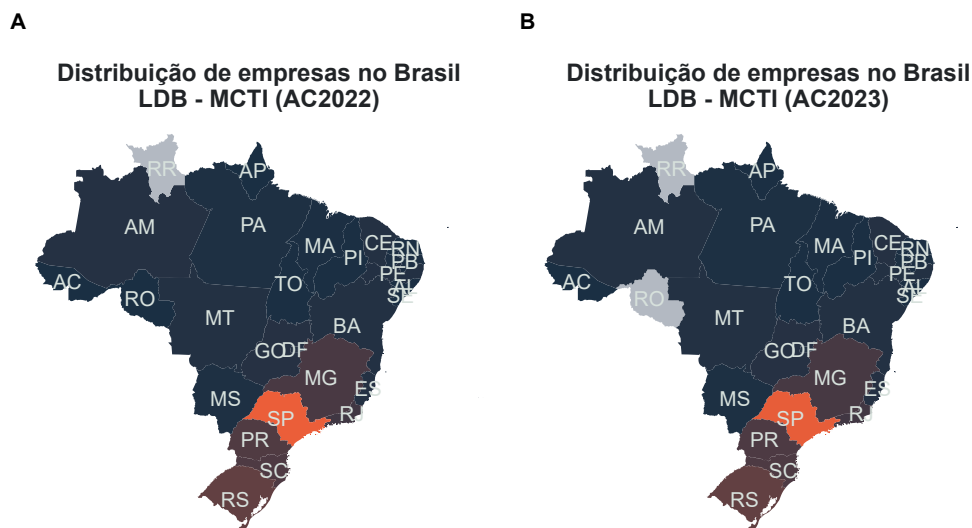 A
Distribuição de empresas no Brasil
LDB - MCTI (AC2022)
RR
AP
AM
PA
MA
CE
RN
PB
PI
PE
AL
SE
AC
RO
TO
MT
BA
GO
DF
MG
MS
ES
SP
RJ
PR
SC
RS
B
Distribuição de empresas no Brasil
LDB - MCTI (AC2023)
RR
AP
AM
PA
MA
CE
RN
PB
PI
PE
AL
SE
AC
RO
TO
MT
BA
GO
DF
MG
MS
ES
SP
RJ
PR
SC
RS